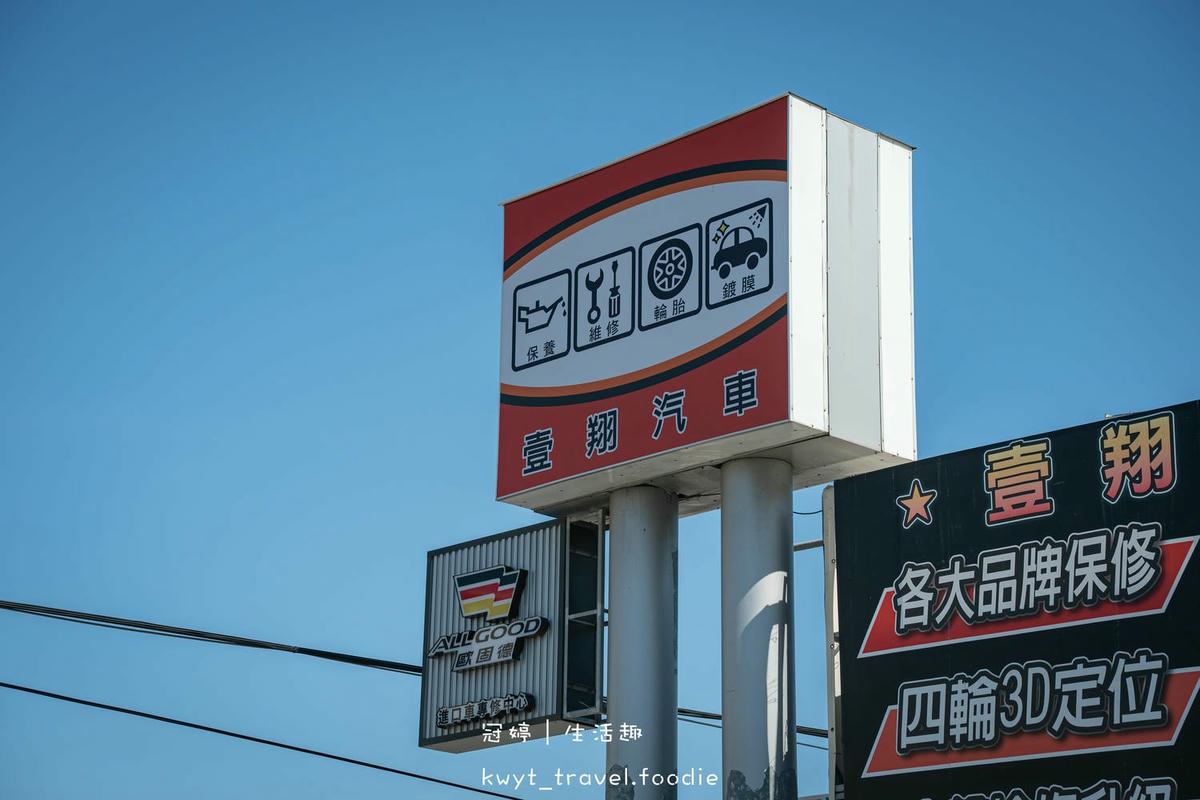 保養
維修
輪胎
鍍膜
壹翔汽車
ALLGOOD
歐固德
進口車專修中心
壹翔
各大品牌保修
四輪3D定位
冠婷 | 生活趣
kwyt_travel.foodie